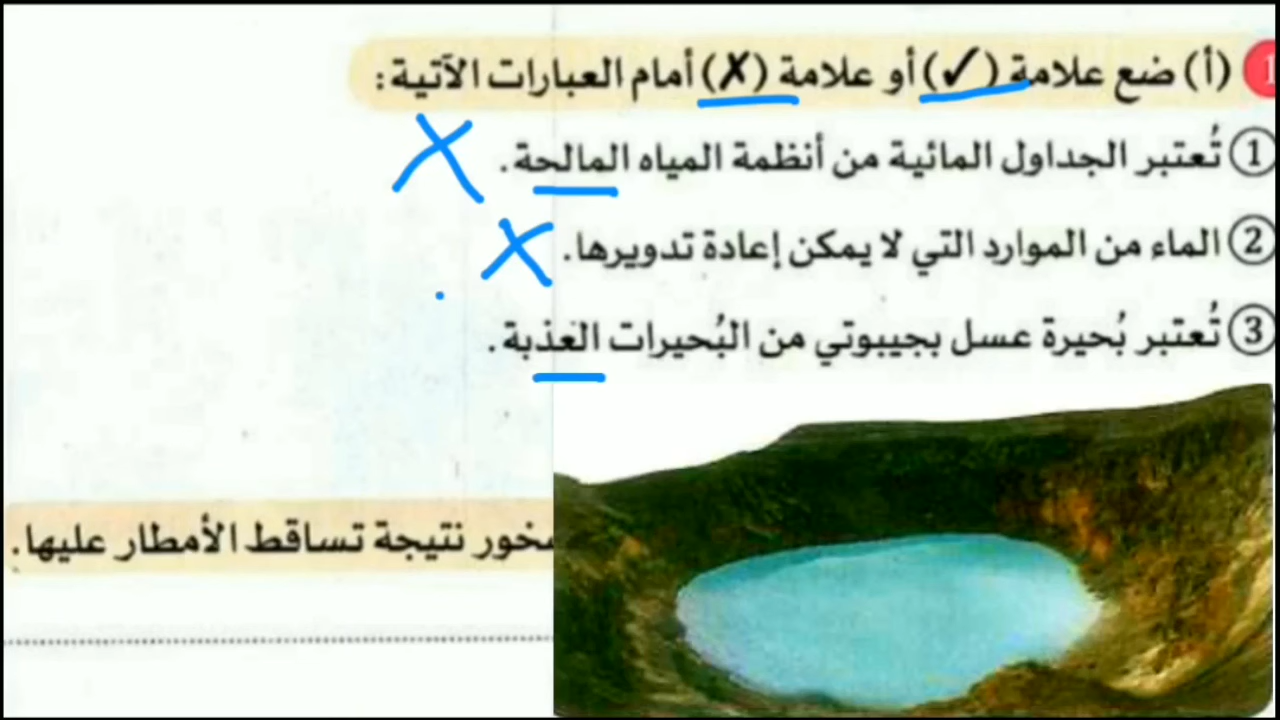 1 (أ) ضع علامة (✓) أو علامة (✗) أمام العبارات الآتية:
① تُعتبر الجداول المائية من أنظمة المياه المالحة. X
② الماء من الموارد التي لا يمكن إعادة تدويرها. X
③ تُعتبر بُحيرة عسل بجيبوتي من البُحيرات العذبة.
نتيجة تساقط الأمطار عليها.